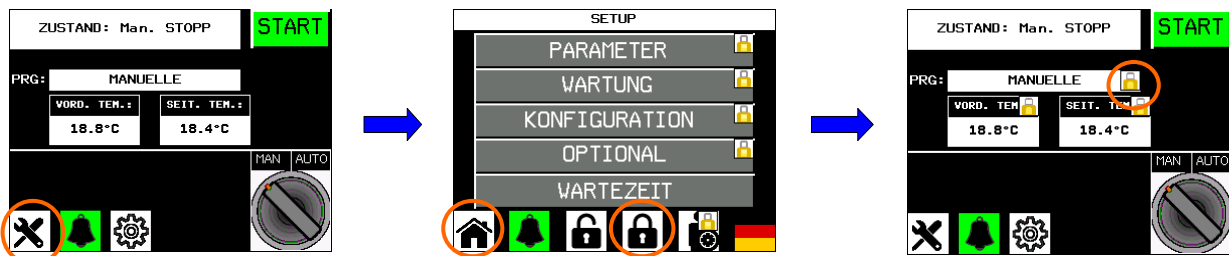 ZUSTAND: Man. STOPP
START
PRG: MANUELLE
VORD. TEM.: SEIT. TEM.:
18.8°C 18.4°C
MAN AUTO
SETUP
PARAMETER
WARTUNG
KONFIGURATION
OPTIONAL
WARTEZEIT
ZUSTAND: Man. STOPP
START
PRG: MANUELLE
VORD. TEM SEIT. TEM
18.8°C 18.4°C
MAN AUTO